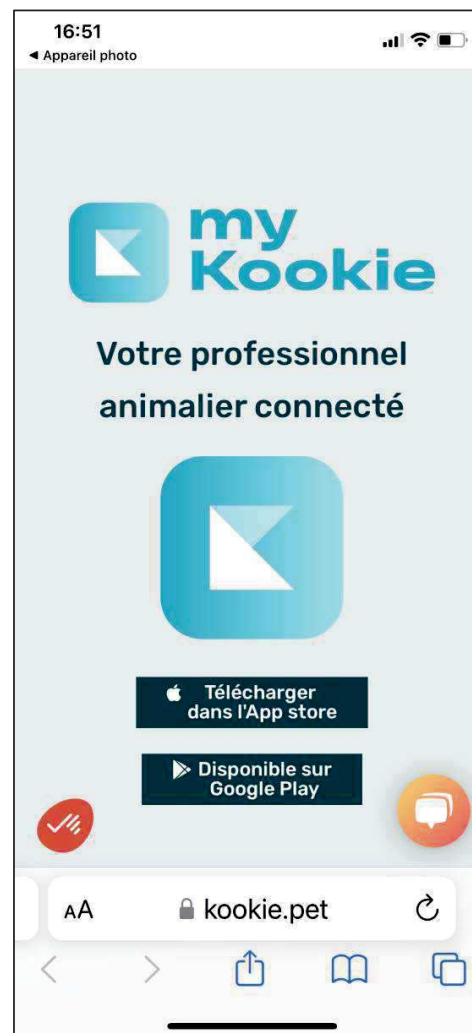 16:51
◀ Appareil photo
my
Kookie
Votre professionnel
animalier connecté
Télécharger
dans l'App store
Disponible sur
Google Play
AA
kookie.pet